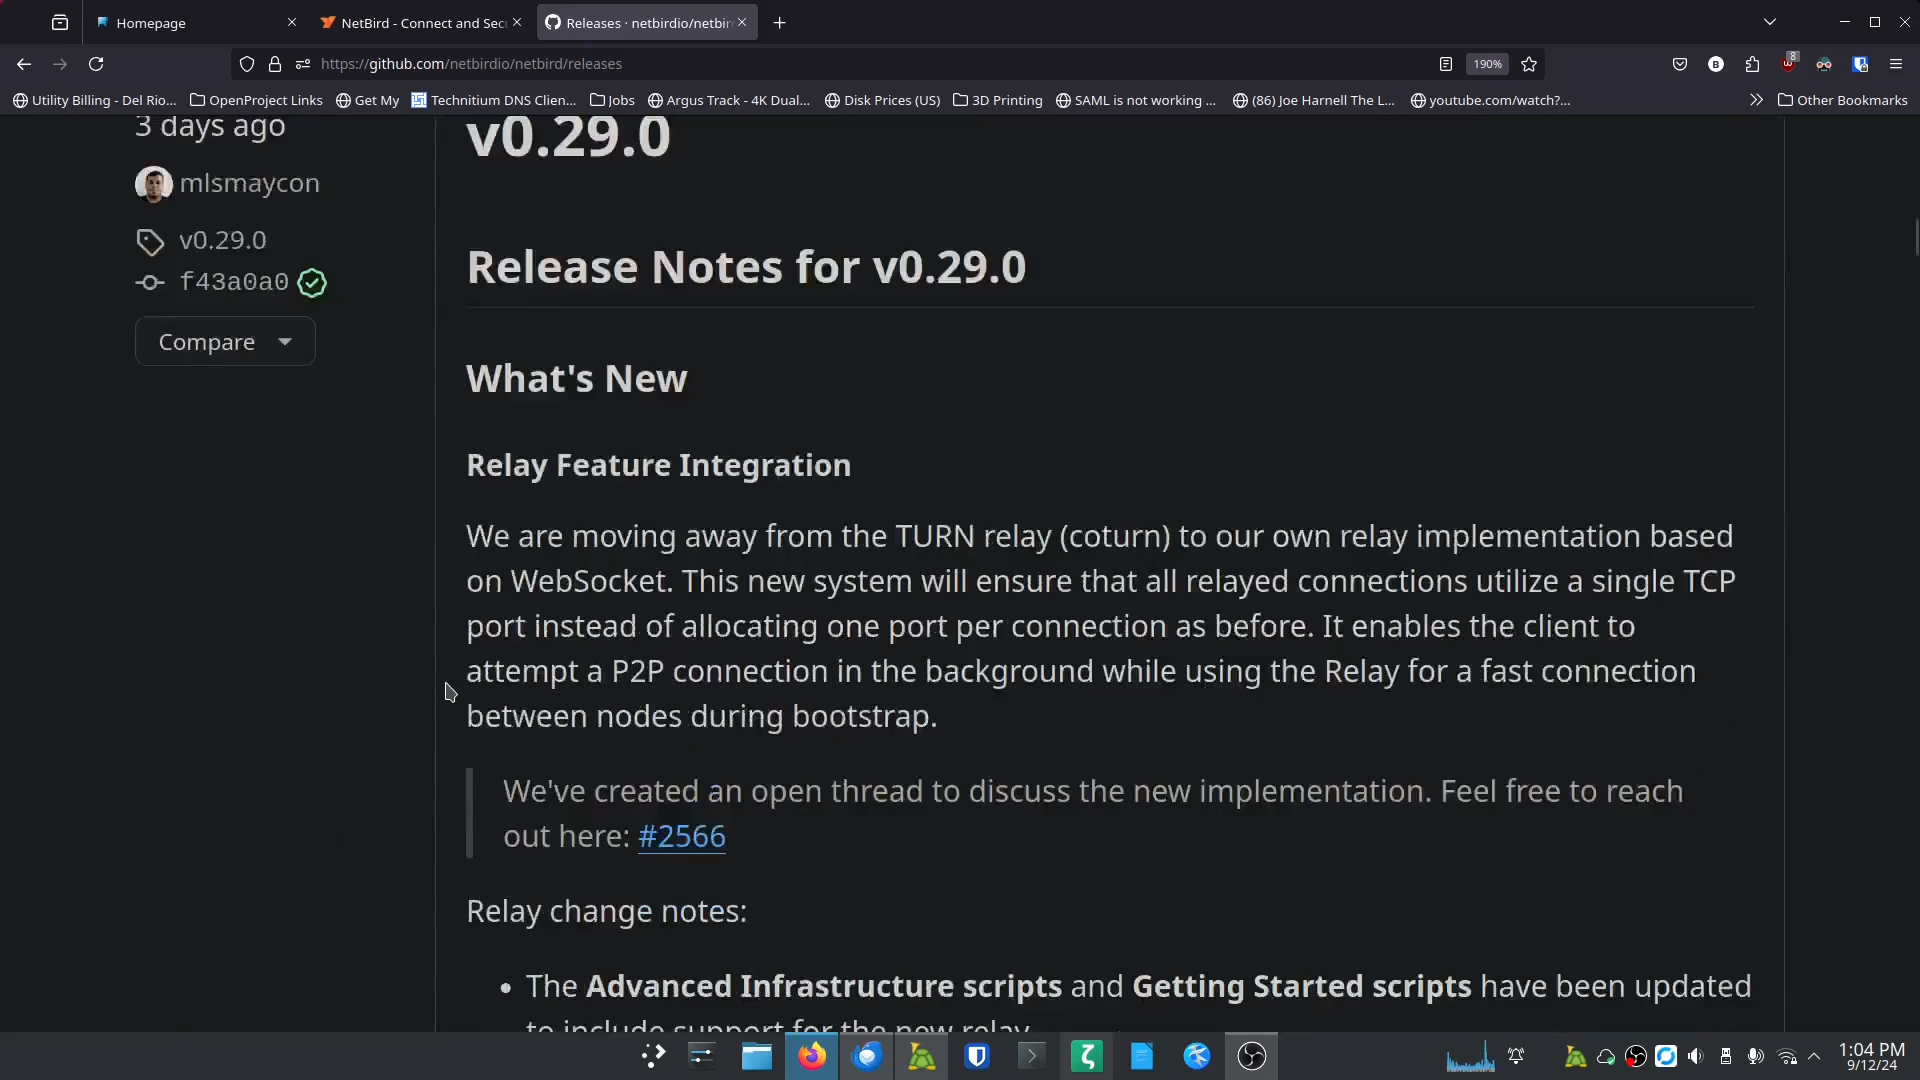 Homepage
NetBird - Connect and Sec
Releases · netbirdio/netbir
https://github.com/netbirdio/netbird/releases
190%
8
Utility Billing - Del Rio...
OpenProject Links
Get My
Technitium DNS Clien...
Jobs
Argus Track - 4K Dual...
Disk Prices (US)
3D Printing
SAML is not working ...
(86) Joe Harnell The L...
youtube.com/watch?...
Other Bookmarks
3 days ago
mlsmaycon
v0.29.0
f43a0a0
Compare
v0.29.0
Release Notes for v0.29.0
What's New
Relay Feature Integration
We are moving away from the TURN relay (coturn) to our own relay implementation based
on WebSocket. This new system will ensure that all relayed connections utilize a single TCP
port instead of allocating one port per connection as before. It enables the client to
attempt a P2P connection in the background while using the Relay for a fast connection
between nodes during bootstrap.
We've created an open thread to discuss the new implementation. Feel free to reach
out here: #2566
Relay change notes:
• The Advanced Infrastructure scripts and Getting Started scripts have been updated
to include support for the new relay
1:04 PM
9/12/24